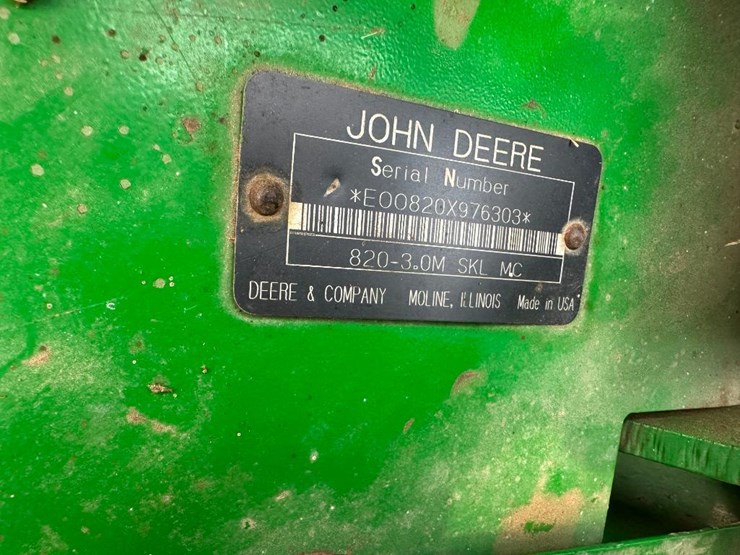 JOHN DEERE
Serial Number
*E00820X976303*
820-3.0M SKL MC
DEERE & COMPANY MOLINE, ILLINOIS Made in USA